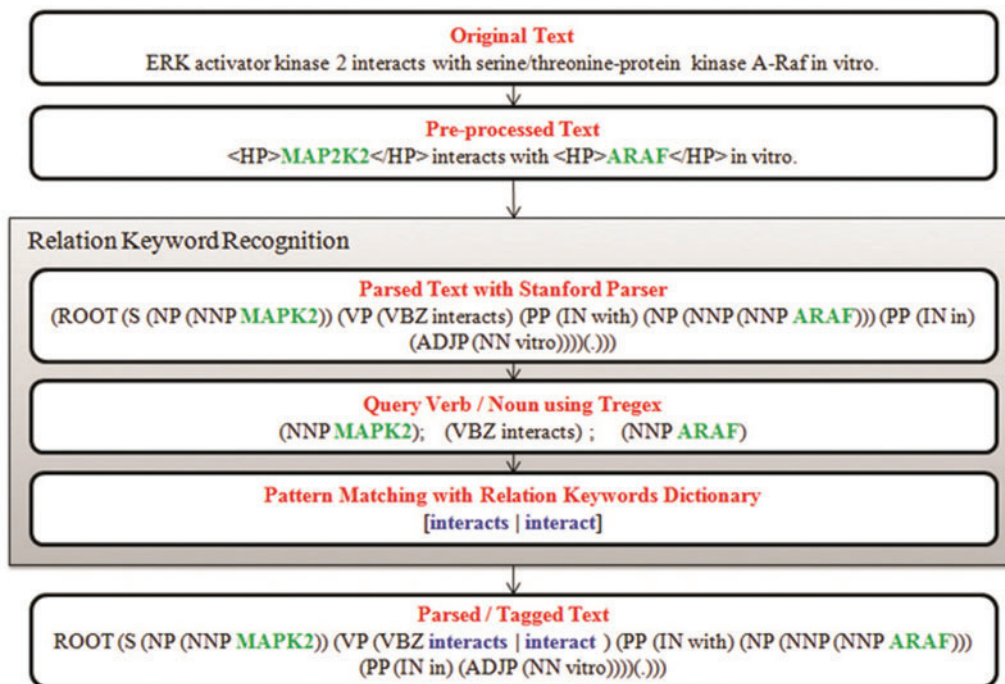 Original Text
ERK activator kinase 2 interacts with serine/threonine-protein kinase A-Raf in vitro.
Pre-processed Text
<HP>MAP2K2</HP> interacts with <HP>ARAF</HP> in vitro.
Relation Keyword Recognition
Parsed Text with Stanford Parser
(ROOT (S (NP (NNP MAPK2)) (VP (VBZ interacts) (PP (IN with) (NP (NNP (NNP ARAF))) (PP (IN in)
(ADJP (NN vitro))))(.)))
Query Verb / Noun using Tregex
(NNP MAPK2); (VBZ interacts) ; (NNP ARAF)
Pattern Matching with Relation Keywords Dictionary
[interacts | interact]
Parsed / Tagged Text
ROOT (S (NP (NNP MAPK2)) (VP (VBZ interacts | interact ) (PP (IN with) (NP (NNP (NNP ARAF)))
(PP (IN in) (ADJP (NN vitro))))(.)))